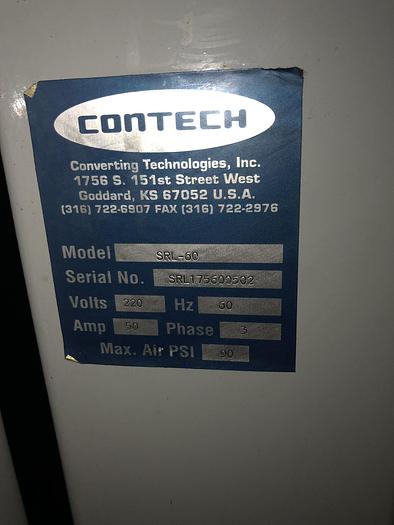 CONTECH
Converting Technologies, Inc.
1756 S. 151st Street West
Goddard, KS 67052 U.S.A.
(316) 722-6907 FAX (316) 722-2976
Model SRL-60
Serial No. SRL175600502
Volts 220 Hz 60
Amp 50 Phase 3
Max. Air PSI 90